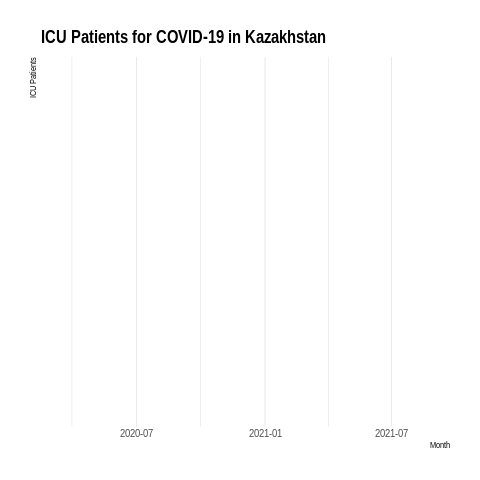 ICU Patients for COVID-19 in Kazakhstan
ICU Patients
2020-07
2021-01
2021-07
Month